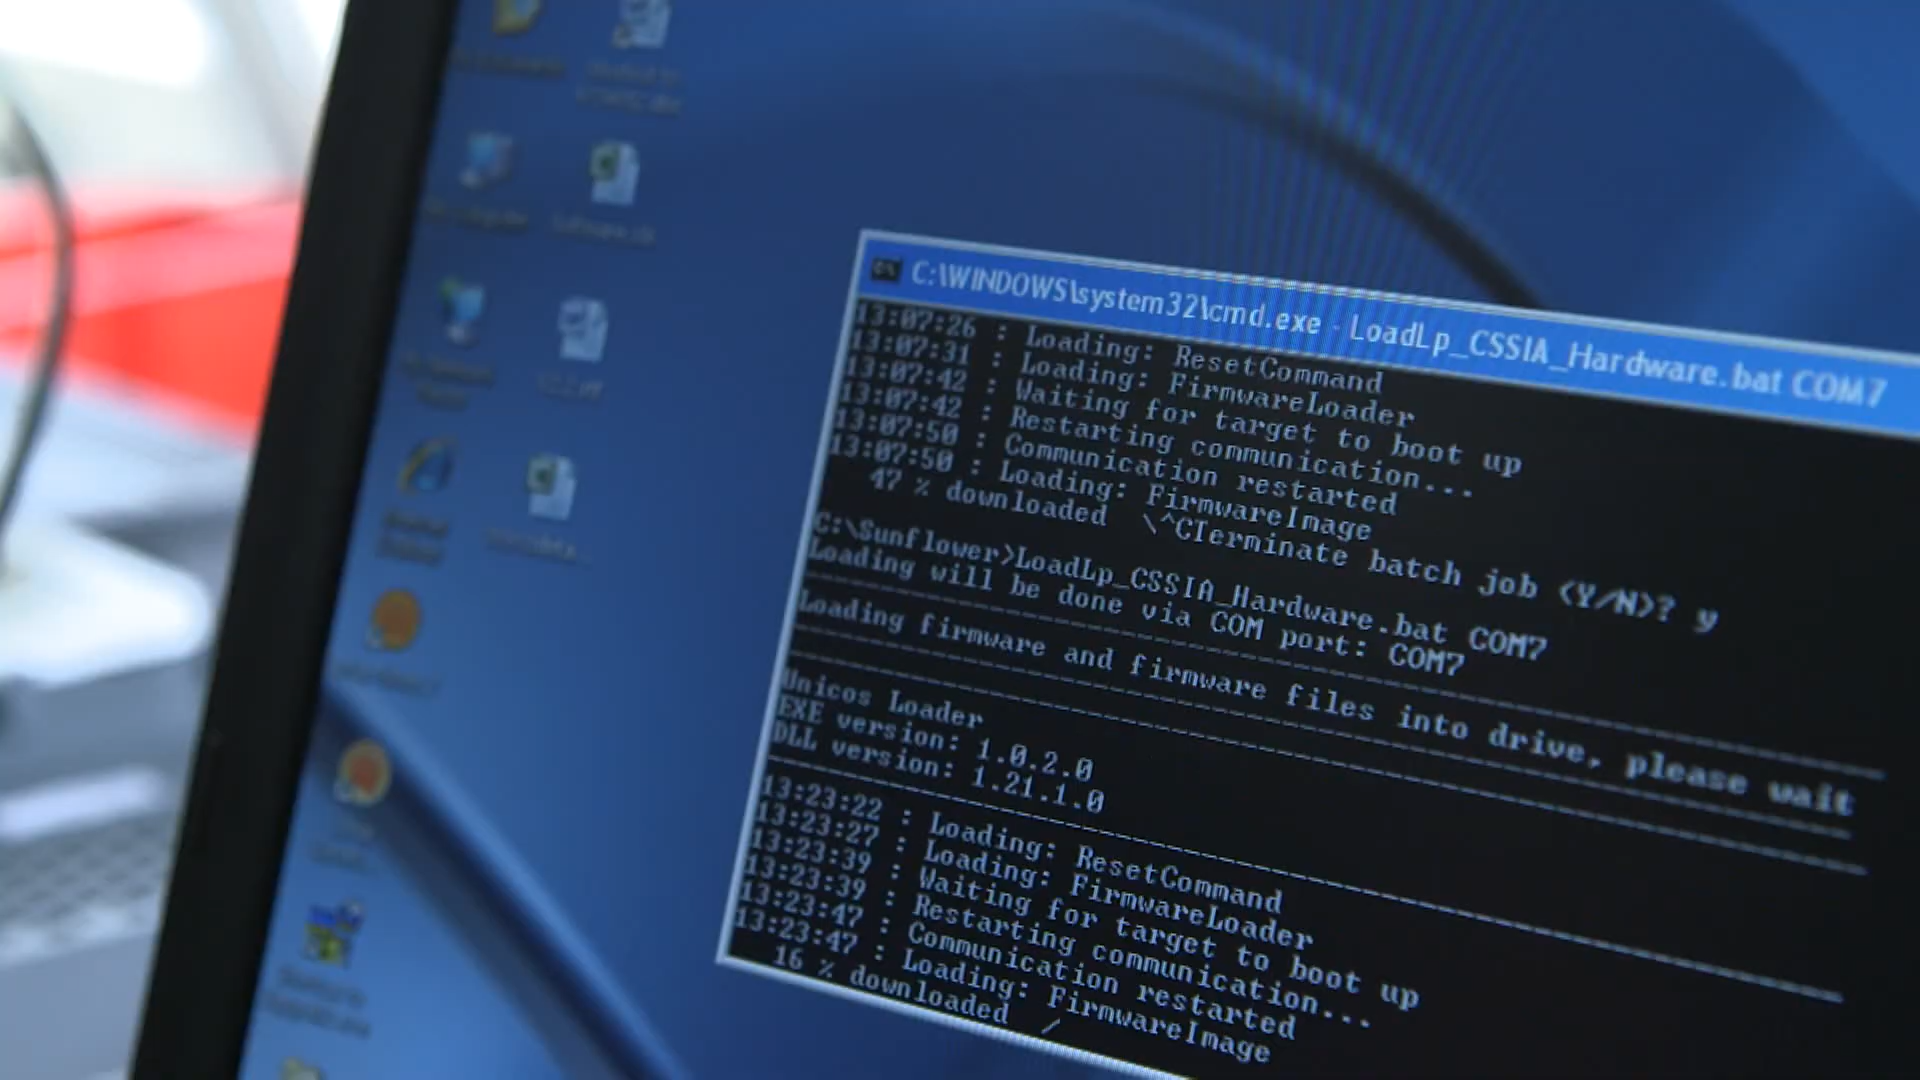 C:\WINDOWS\system32\cmd.exe - LoadLp_CSSIA_Hardware.bat COM7
13:07:26 : Loading: ResetCommand
13:07:31 : Loading: FirmwareLoader
13:07:42 : Waiting for target to boot up
13:07:42 : Restarting communication...
13:07:50 : Communication restarted
13:07:50 : Loading: FirmwareImage
47 % downloaded \^CTerminate batch job (Y/N)? y
C:\Sunflower>LoadLp_CSSIA_Hardware.bat COM7
Loading will be done via COM port: COM7
Loading firmware and firmware files into drive, please wait
Unicos Loader
EXE version: 1.0.2.0
DLL version: 1.21.1.0
13:23:22 : Loading: ResetCommand
13:23:27 : Loading: FirmwareLoader
13:23:39 : Waiting for target to boot up
13:23:39 : Restarting communication...
13:23:47 : Communication restarted
13:23:47 : Loading: FirmwareImage
16 % downloaded /